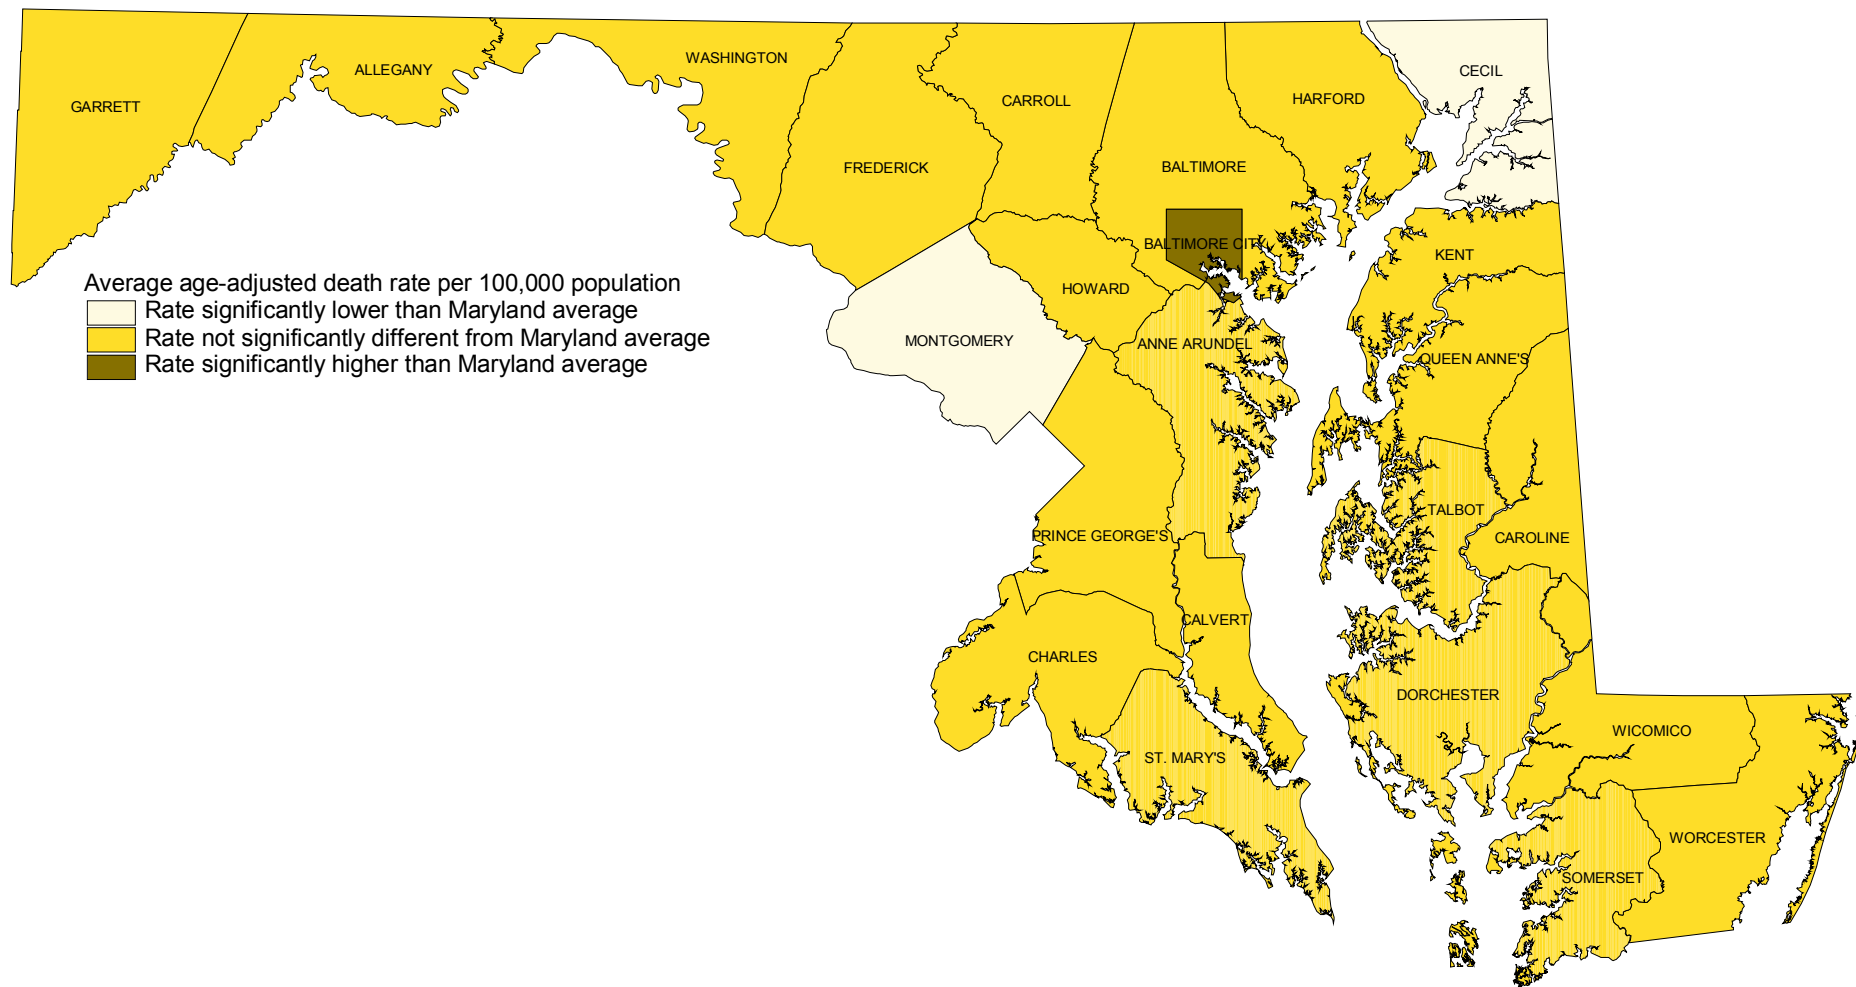 WASHINGTON
ALLEGANY
CECIL
GARRETT
CARROLL
HARFORD
FREDERICK
BALTIMORE
BALTIMORE CITY
KENT
Average age-adjusted death rate per 100,000 population
Rate significantly lower than Maryland average
Rate not significantly different from Maryland average
Rate significantly higher than Maryland average
HOWARD
MONTGOMERY
ANNE ARUNDEL
QUEEN ANNE'S
TALBOT
PRINCE GEORGE'S
CAROLINE
CALVERT
CHARLES
DORCHESTER
WICOMICO
ST. MARY'S
WORCESTER
SOMERSET